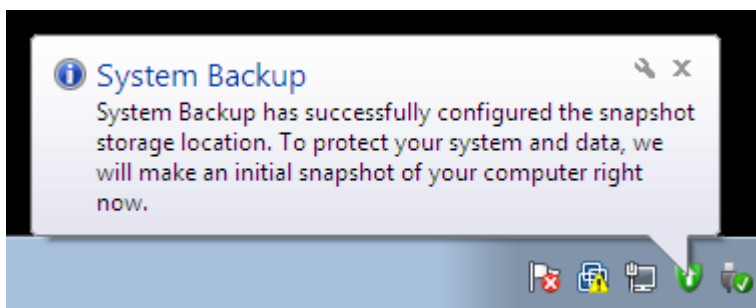 System Backup
System Backup has successfully configured the snapshot
storage location. To protect your system and data, we
will make an initial snapshot of your computer right
now.